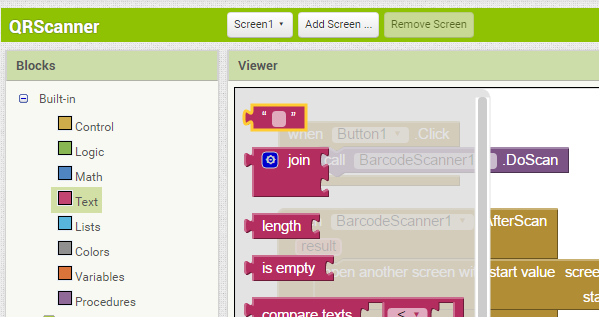 QRScanner
Screen1
Add Screen ...
Remove Screen
Blocks
Viewer
Built-in
Control
Logic
Math
Text
Lists
Colors
Variables
Procedures
“ ”
join
length
is empty
compare texts <
when Button1 Click
call BarcodeScanner1 .DoScan
BarcodeScanner1 AfterScan
result
open another screen with start value scree
sta